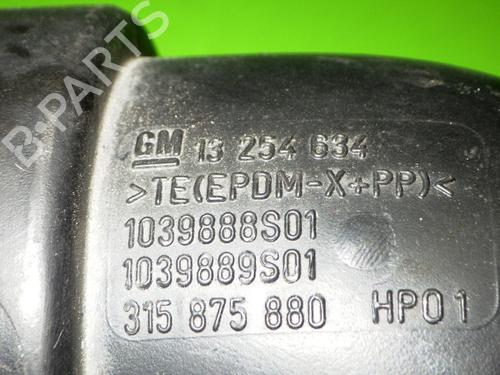 B-PARTS
GM 13 254 634
>TE(EPDM-X+PP)<
1039888S01
1039889S01
315 875 880 HP01